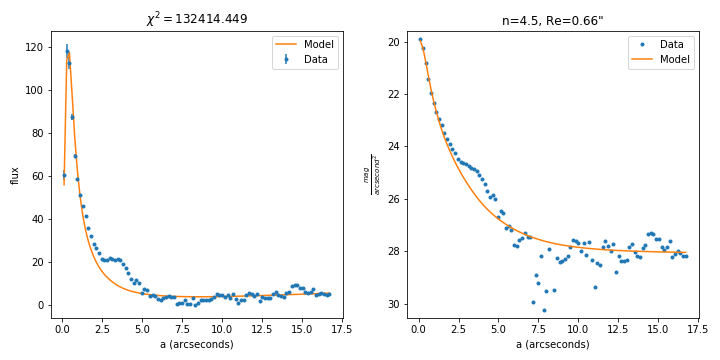 χ² = 132414.449
120
100
80
60
40
20
0
flux
0.0 2.5 5.0 7.5 10.0 12.5 15.0 17.5
a (arcseconds)
Model
Data
n=4.5, Re=0.66"
20
22
24
26
28
30
mag
arcsecond²
0.0 2.5 5.0 7.5 10.0 12.5 15.0 17.5
a (arcseconds)
Data
Model